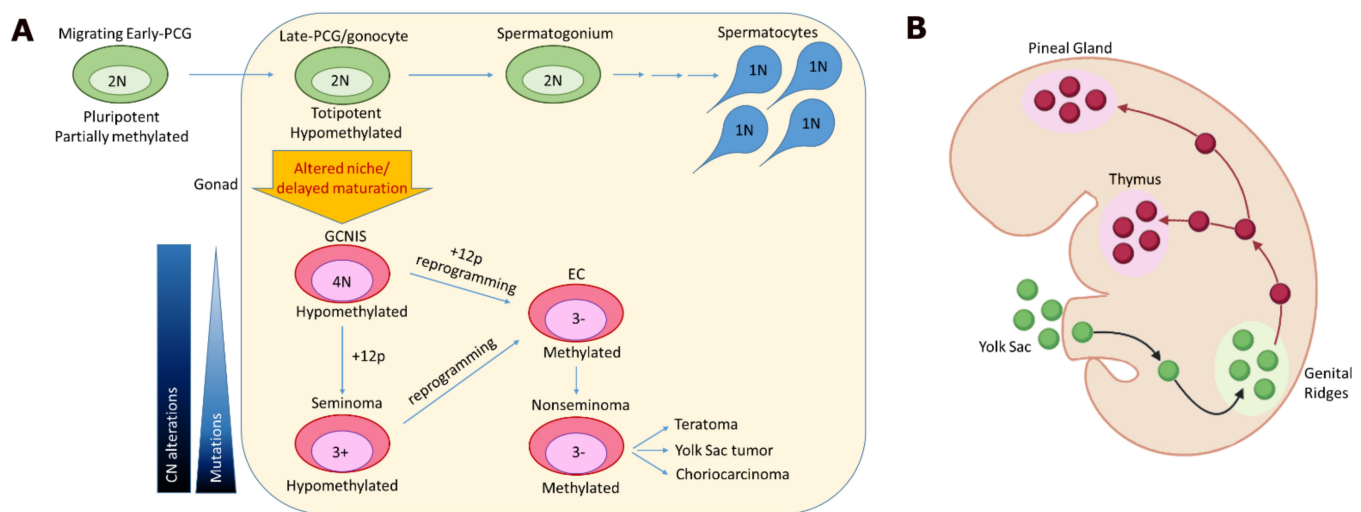 A
Migrating Early-PCG
2N
Pluripotent
Partially methylated
Late-PCG/gonocyte
2N
Totipotent
Hypomethylated
Spermatogonium
2N
Spermatocytes
1N
1N
1N
1N
Gonad
Altered niche/
delayed maturation
GCNIS
4N
Hypomethylated
+12p
reprogramming
EC
3-
Methylated
+12p
reprogramming
Seminoma
3+
Hypomethylated
Nonseminoma
3-
Methylated
Teratoma
Yolk Sac tumor
Choriocarcinoma
CN alterations
Mutations
B
Pineal Gland
Thymus
Yolk Sac
Genital
Ridges